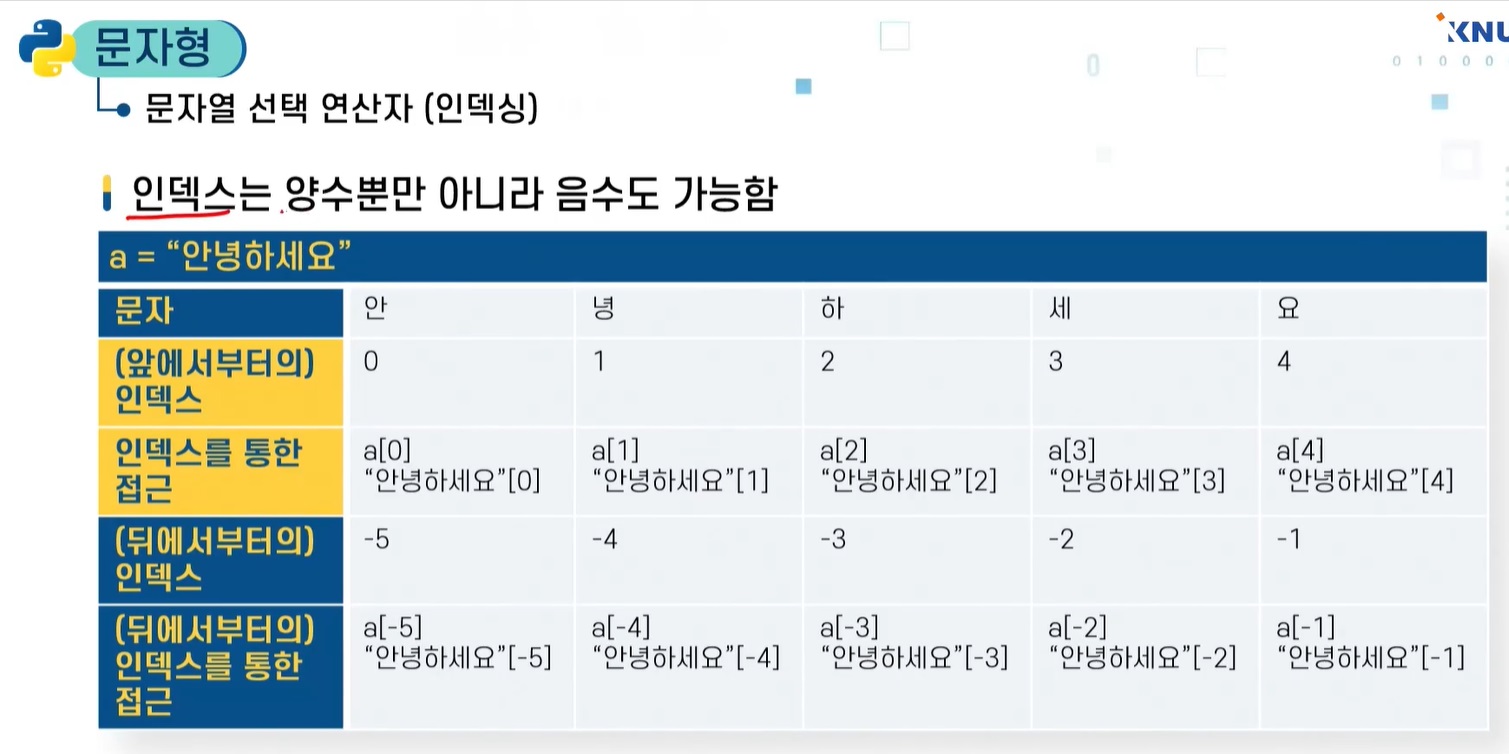 문자형
KNU
0 1 0 0 0
0
문자열 선택 연산자 (인덱싱)
인덱스는 양수뿐만 아니라 음수도 가능함
a = “안녕하세요”
문자 안 녕 하 세 요
(앞에서부터의) 인덱스 0 1 2 3 4
인덱스를 통한 접근 a[0] a[1] a[2] a[3] a[4]
“안녕하세요”[0] “안녕하세요”[1] “안녕하세요”[2] “안녕하세요”[3] “안녕하세요”[4]
(뒤에서부터의) 인덱스 -5 -4 -3 -2 -1
(뒤에서부터의) 인덱스를 통한 접근 a[-5] a[-4] a[-3] a[-2] a[-1]
“안녕하세요”[-5] “안녕하세요”[-4] “안녕하세요”[-3] “안녕하세요”[-2] “안녕하세요”[-1]